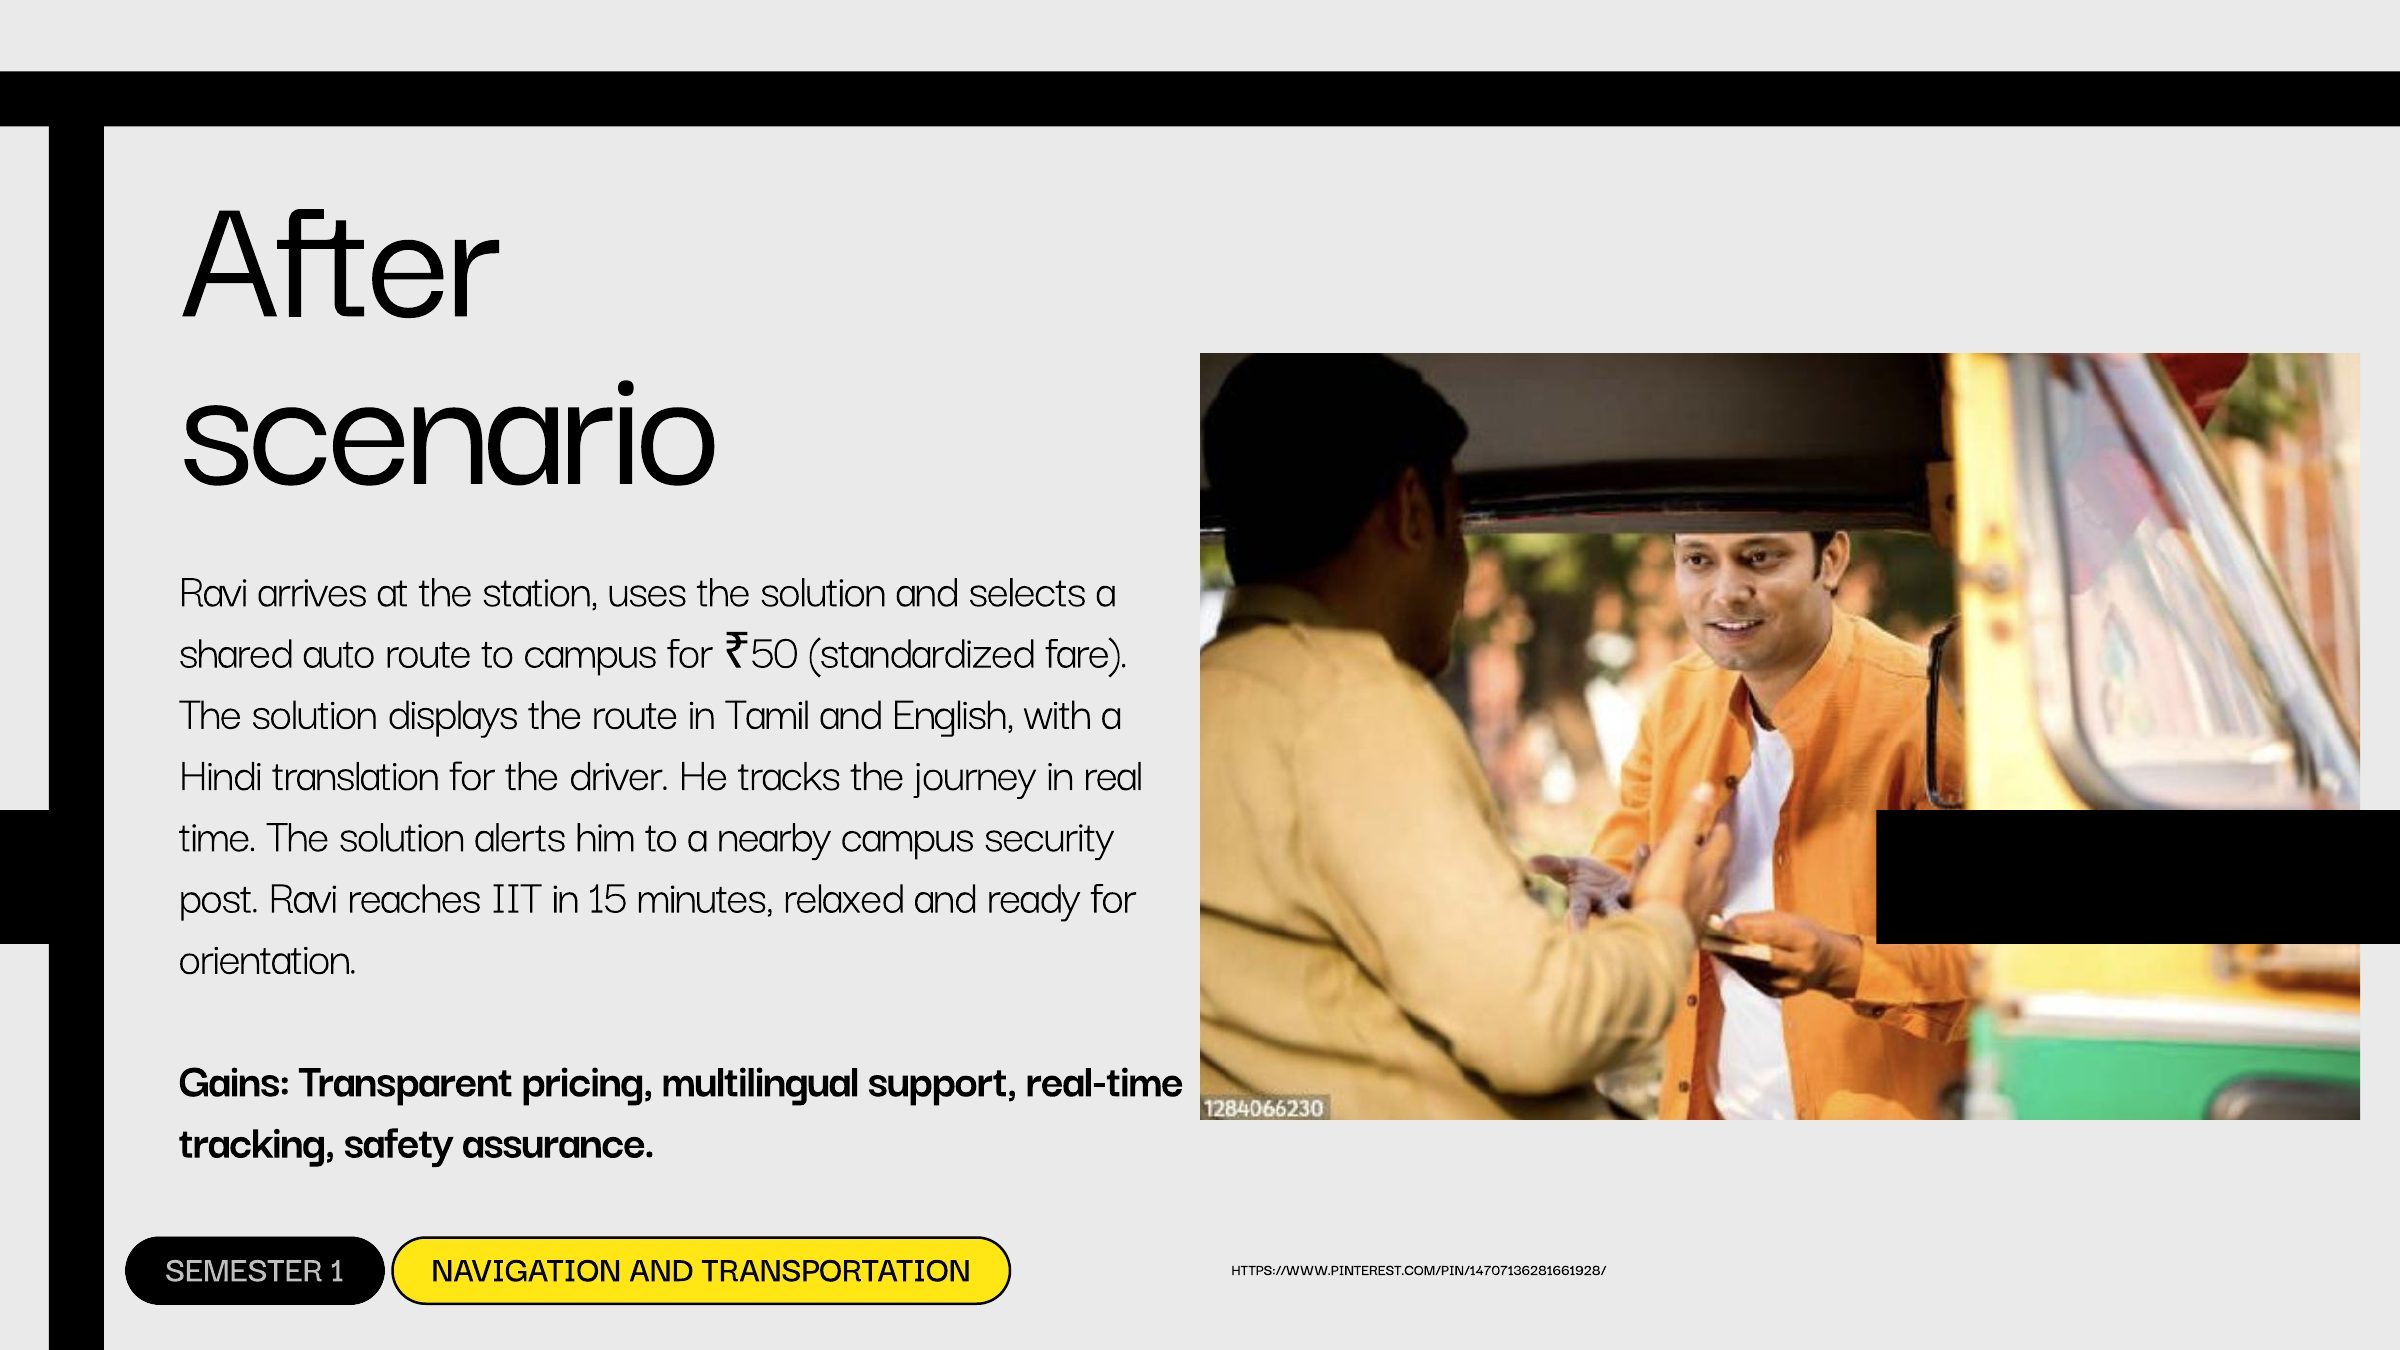 After
scenario
Ravi arrives at the station, uses the solution and selects a
shared auto route to campus for ₹50 (standardized fare).
The solution displays the route in Tamil and English, with a
Hindi translation for the driver. He tracks the journey in real
time. The solution alerts him to a nearby campus security
post. Ravi reaches IIT in 15 minutes, relaxed and ready for
orientation.
Gains: Transparent pricing, multilingual support, real-time
tracking, safety assurance.
1284066230
SEMESTER 1
NAVIGATION AND TRANSPORTATION
HTTPS://WWW.PINTEREST.COM/PIN/14707136281661928/